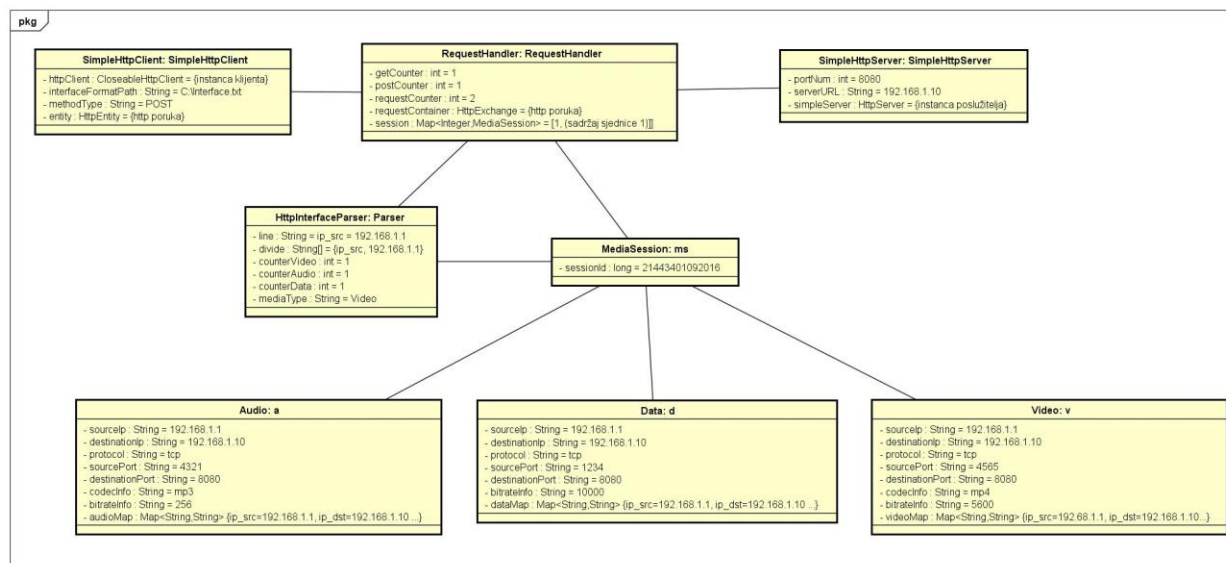 pkg
SimpleHttpClient: SimpleHttpClient
- httpClient : CloseableHttpClient = {instanca klijenta}
- interfaceFormatPath : String = C:\Interface.txt
- methodType : String = POST
- entity : HttpEntity = {http poruka}
RequestHandler: RequestHandler
- getCounter : int = 1
- postCounter : int = 1
- requestCounter : int = 2
- requestContainer : HttpExchange = {http poruka}
- session : Map<Integer,MediaSession> = [1, (sadržaj sjednice 1)]]
SimpleHttpServer: SimpleHttpServer
- portNum : int = 8080
- serverURL : String = 192.168.1.10
- simpleServer : HttpServer = {instanca poslužitelja}
HttpInterfaceParser: Parser
- line : String = ip_src = 192.168.1.1
- divide : String[] = {ip_src, 192.168.1.1}
- counterVideo : int = 1
- counterAudio : int = 1
- counterData : int = 1
- mediaType : String = Video
MediaSession: ms
- sessionId : long = 21443401092016
Audio: a
- sourceIp : String = 192.168.1.1
- destinationIp : String = 192.168.1.10
- protocol : String = tcp
- sourcePort : String = 4321
- destinationPort : String = 8080
- codecInfo : String = mp3
- bitrateInfo : String = 256
- audioMap : Map<String,String> {ip_src=192.168.1.1, ip_dst=192.168.1.10 ...}
Data: d
- sourceIp : String = 192.168.1.1
- destinationIp : String = 192.168.1.10
- protocol : String = tcp
- sourcePort : String = 1234
- destinationPort : String = 8080
- bitrateInfo : String = 10000
- dataMap : Map<String,String> {ip_src=192.168.1.1, ip_dst=192.168.1.10 ...}
Video: v
- sourceIp : String = 192.168.1.1
- destinationIp : String = 192.168.1.10
- protocol : String = tcp
- sourcePort : String = 4565
- destinationPort : String = 8080
- codecInfo : String = mp4
- bitrateInfo : String = 5600
- videoMap : Map<String,String> {ip_src=192.68.1.1, ip_dst=192.168.1.10...}